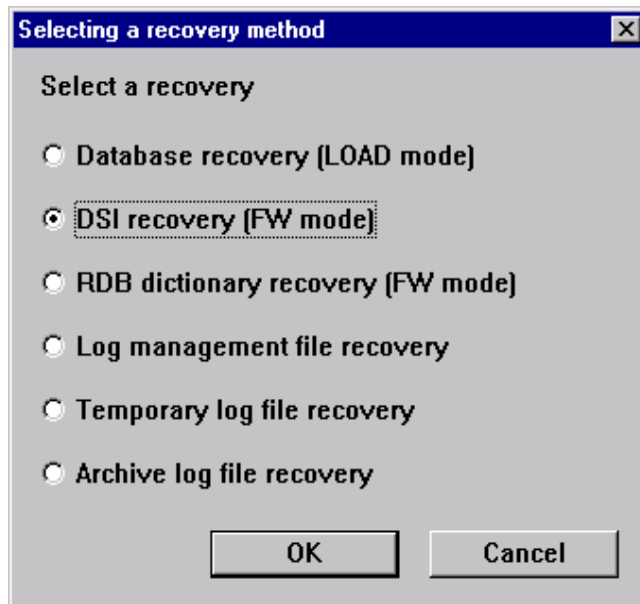 Selecting a recovery method
Select a recovery
Database recovery (LOAD mode)
DSI recovery (FW mode)
RDB dictionary recovery (FW mode)
Log management file recovery
Temporary log file recovery
Archive log file recovery
OK Cancel